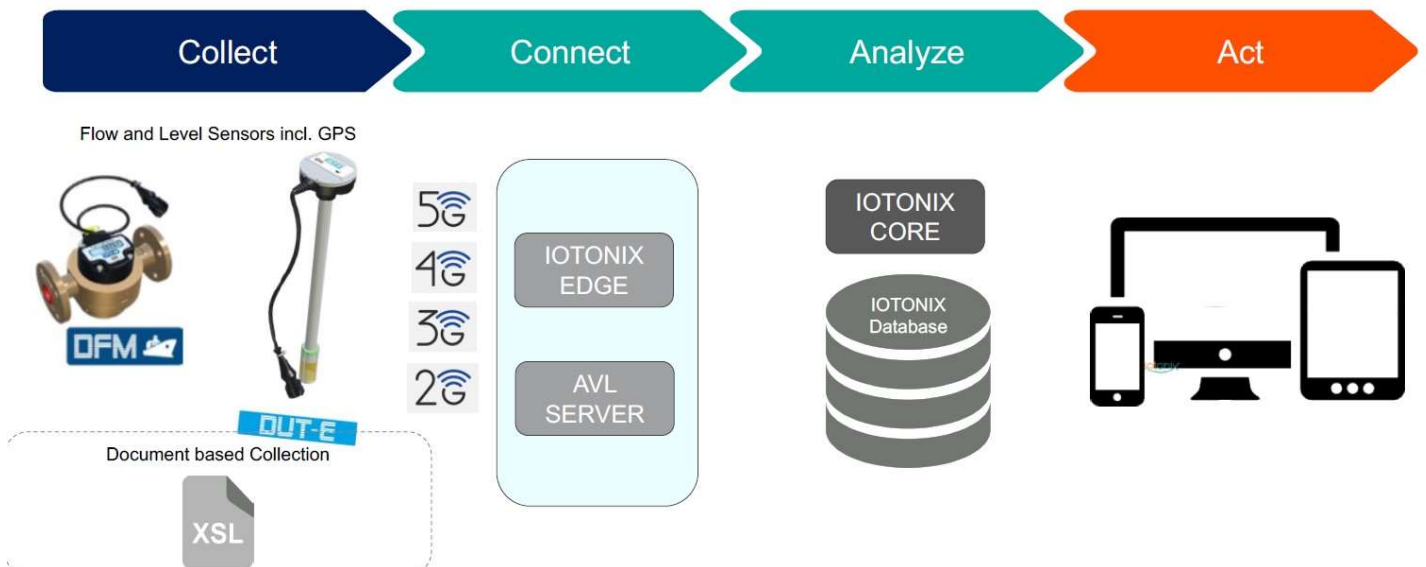 Collect
Connect
Analyze
Act
Flow and Level Sensors incl. GPS
DFM
DUT-E
5G
4G
3G
2G
IOTONIX
EDGE
AVL
SERVER
IOTONIX
CORE
IOTONIX
Database
Document based Collection
XSL